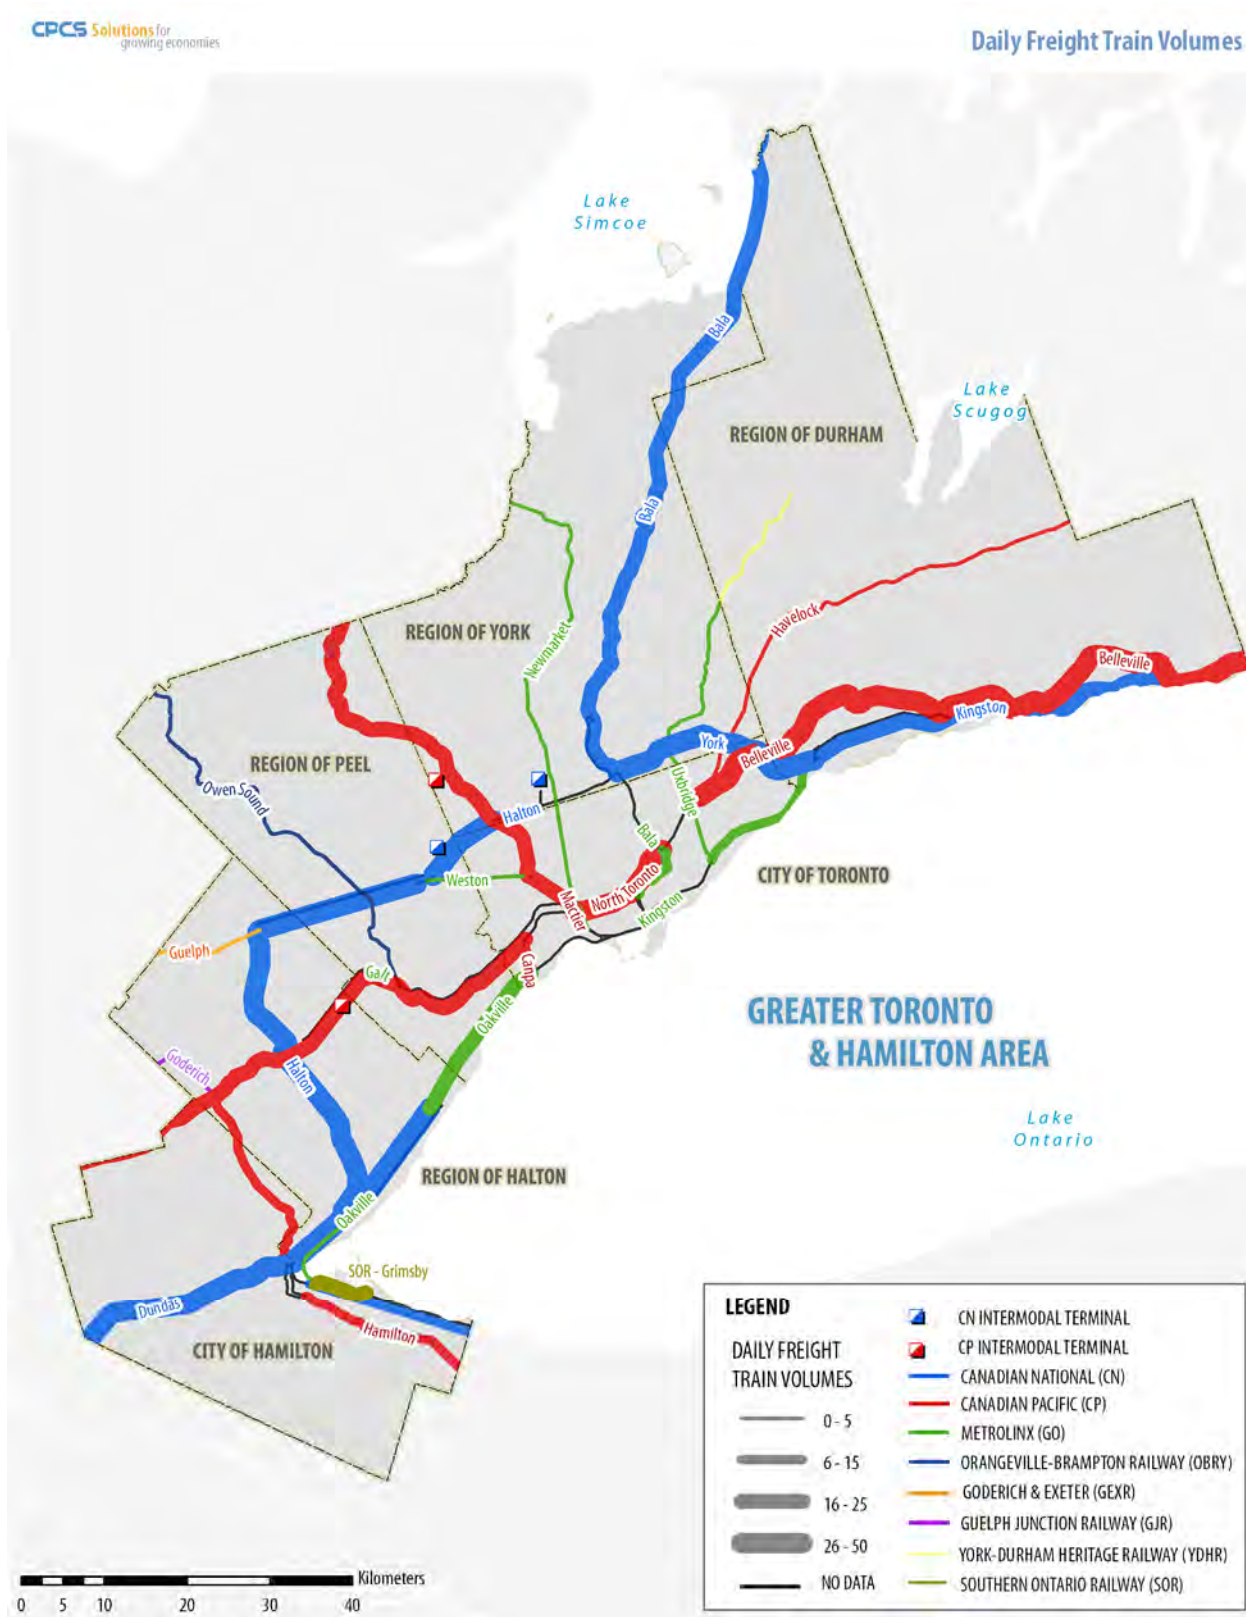 CPCS Solutions for
growing economies
Daily Freight Train Volumes
Lake
Simcoe
Bala
Lake
Scugog
REGION OF DURHAM
Bala
Havelock
REGION OF YORK
Newmarket
Belleville
Kingston
York
Belleville
REGION OF PEEL
Owen Sound
Uxbridge
Halton
Bala
Weston
CITY OF TORONTO
North Toronto
Mactier
Kingston
Guelph
Galt
Canpa
Oakville
GREATER TORONTO
& HAMILTON AREA
Goderich
Halton
Lake
Ontario
REGION OF HALTON
Oakville
SOR - Grimsby
Dundas
Hamilton
CITY OF HAMILTON
LEGEND
DAILY FREIGHT
TRAIN VOLUMES
0 - 5
6 - 15
16 - 25
26 - 50
NO DATA
CN INTERMODAL TERMINAL
CP INTERMODAL TERMINAL
CANADIAN NATIONAL (CN)
CANADIAN PACIFIC (CP)
METROLINX (GO)
ORANGEVILLE-BRAMPTON RAILWAY (OBRY)
GODERICH & EXETER (GEXR)
GUELPH JUNCTION RAILWAY (GJR)
YORK-DURHAM HERITAGE RAILWAY (YDHR)
SOUTHERN ONTARIO RAILWAY (SOR)
Kilometers
0 5 10 20 30 40